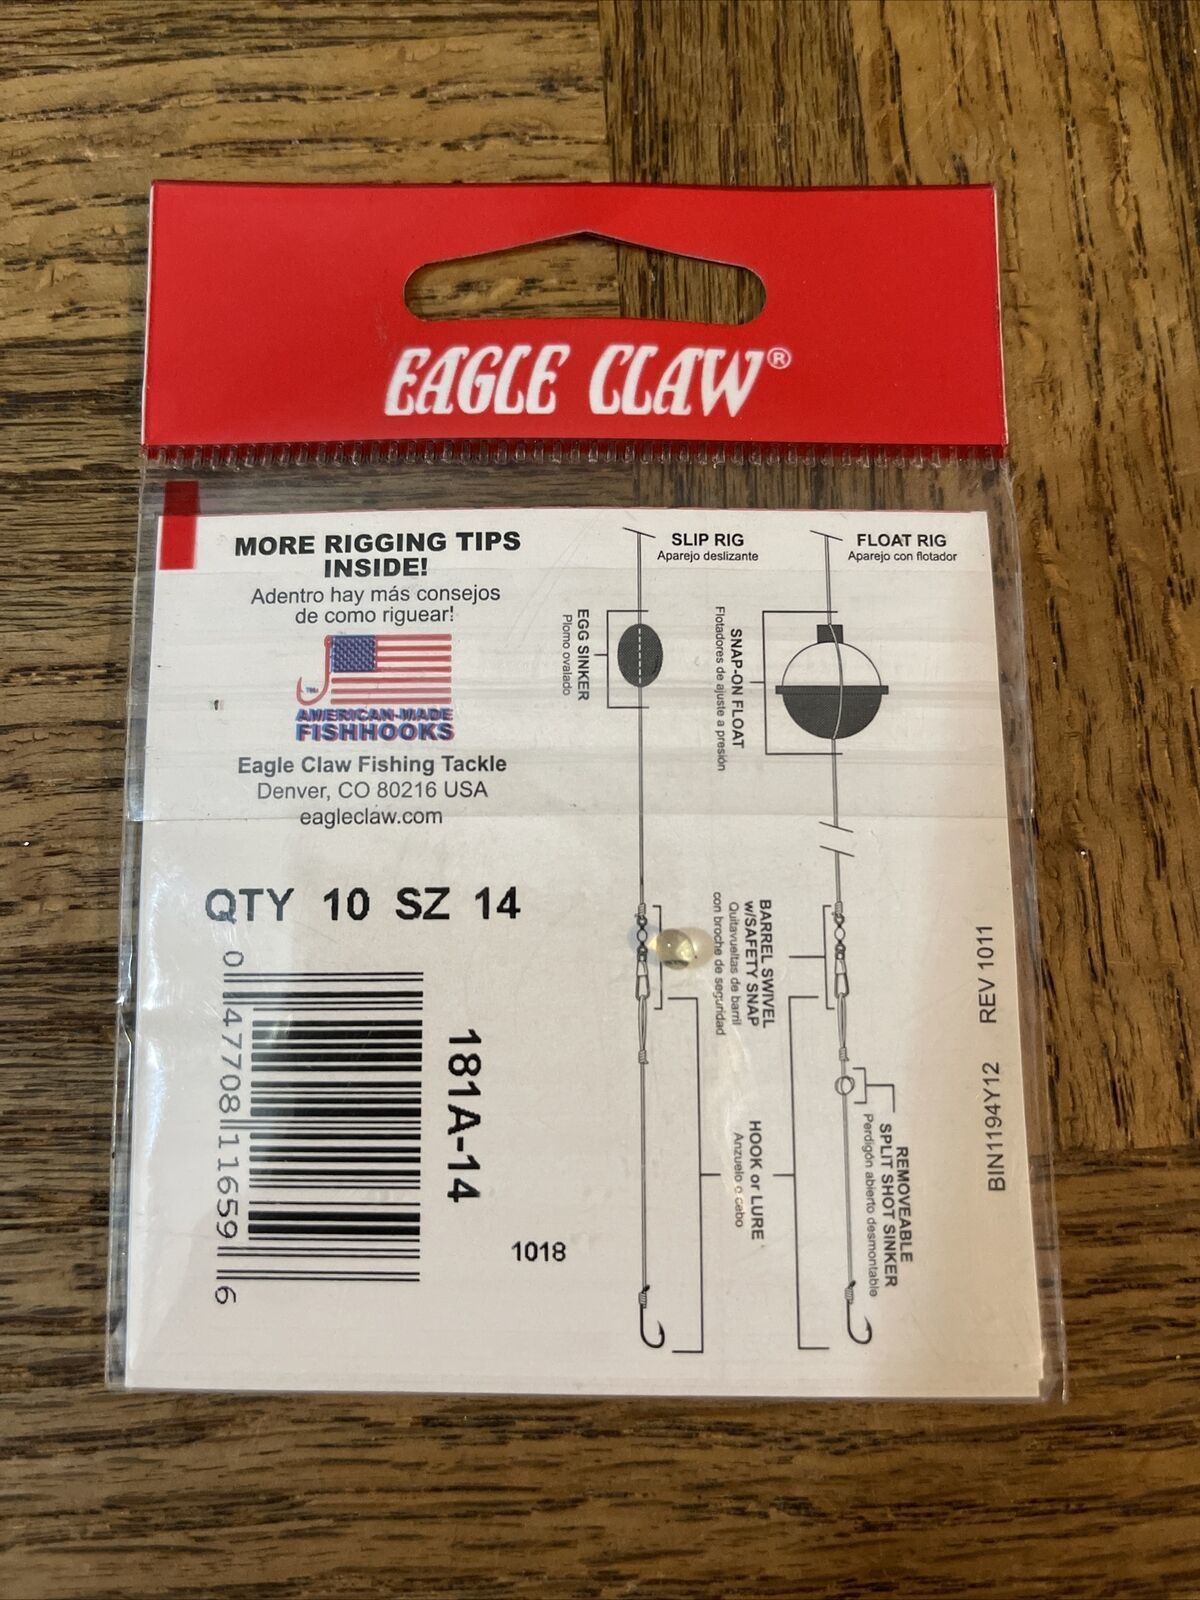 EAGLE CLAW®
MORE RIGGING TIPS
INSIDE!
Adentro hay más consejos
de como riguear!
AMERICAN-MADE
FISHHOOKS
Eagle Claw Fishing Tackle
Denver, CO 80216 USA
eagleclaw.com
QTY 10 SZ 14
0 47708 11659 6
181A-14
1018
SLIP RIG
Aparejo deslizante
EGG SINKER
Plomo ovalado
FLOAT RIG
Aparejo con flotador
SNAP-ON FLOAT
Flotadores de ajuste a presión
BARREL SWIVEL
w/SAFETY SNAP
Quitavueltas de barril
con broche de seguridad
HOOK or LURE
Anzuelo o cebo
REMOVEABLE
SPLIT SHOT SINKER
Perdigón abierto desmontable
BIN1194Y12 REV 1011